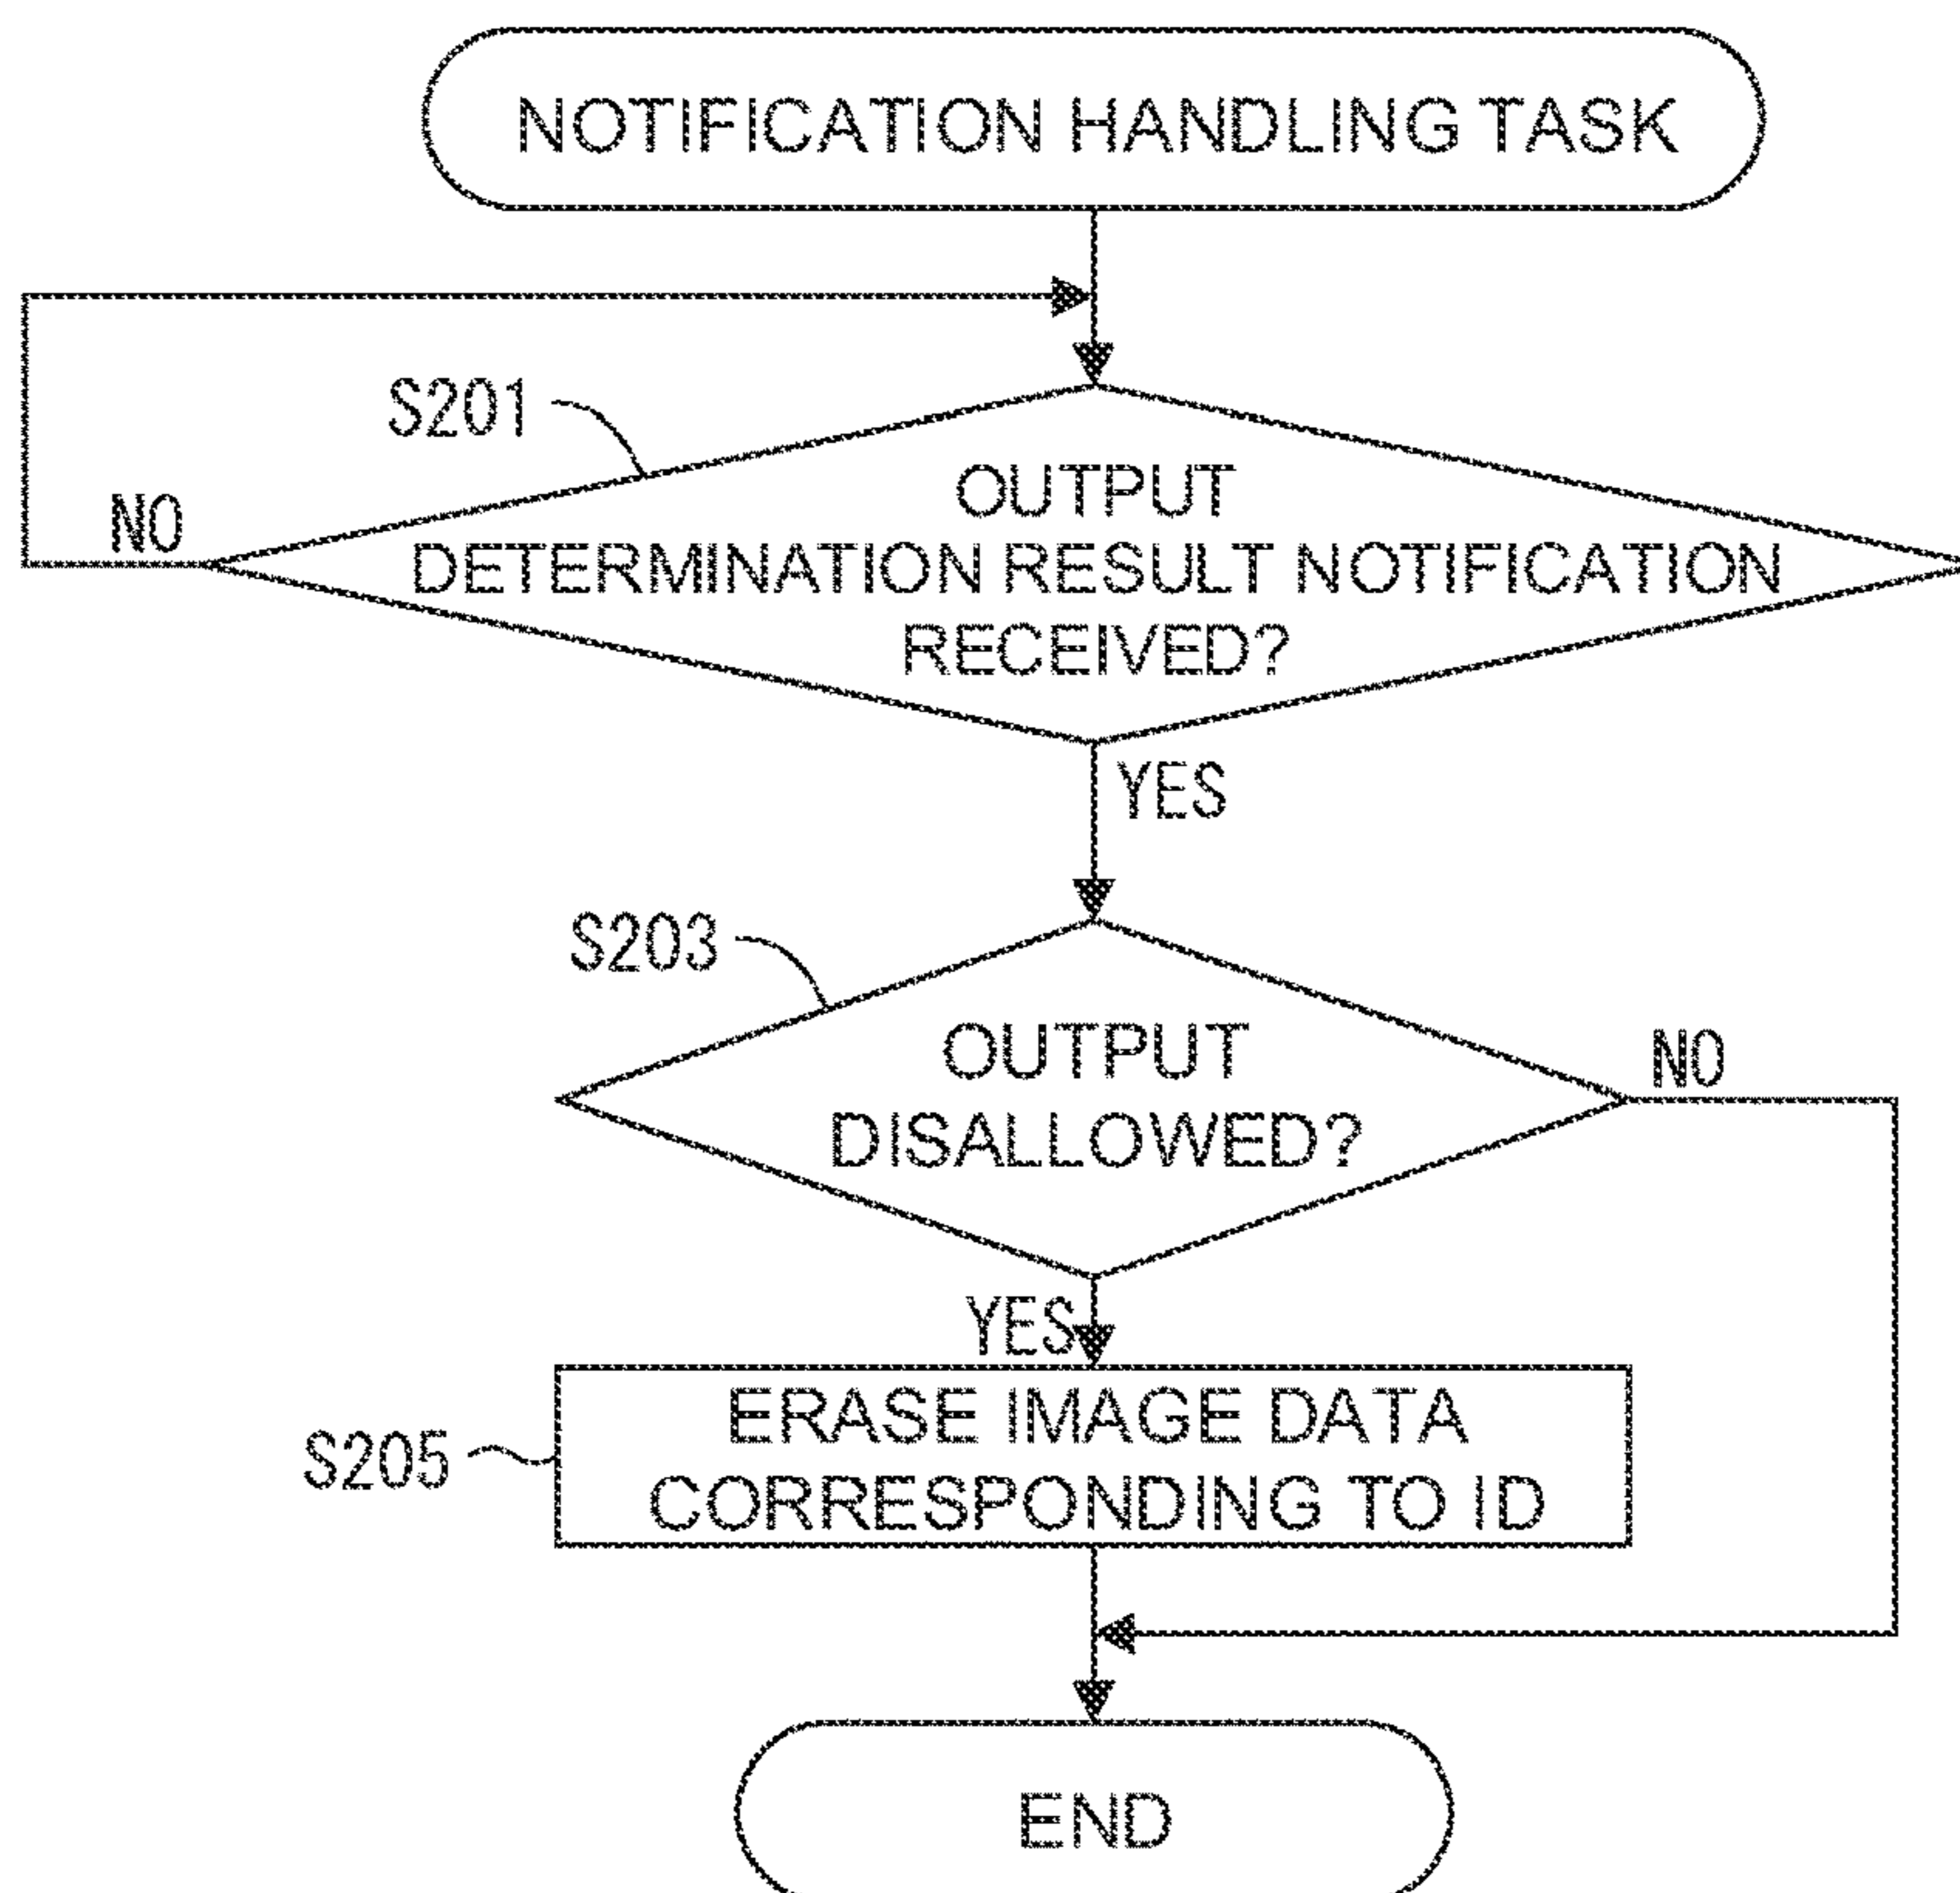 NOTIFICATION HANDLING TASK
S201
NO
OUTPUT
DETERMINATION RESULT NOTIFICATION
RECEIVED?
YES
S203
OUTPUT
DISALLOWED?
NO
YES
ERASE IMAGE DATA
CORRESPONDING TO ID
S205
END